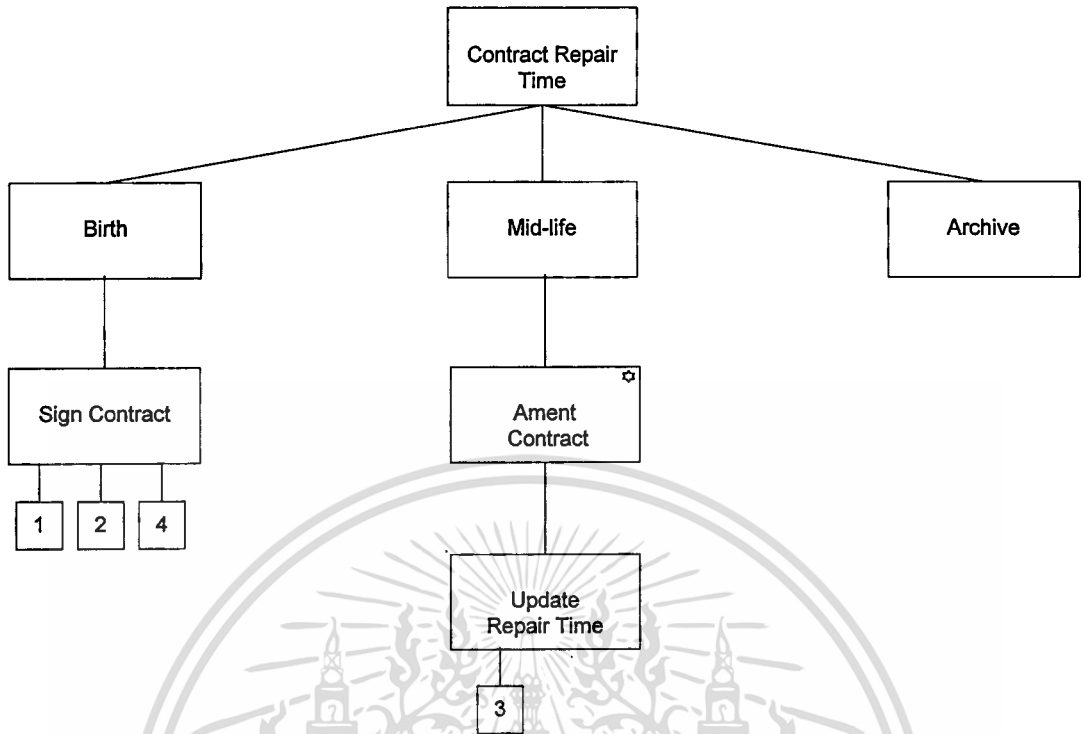 Contract Repair
Time
Birth
Mid-life
Archive
Sign Contract
Ament
Contract
1
2
4
Update
Repair Time
3